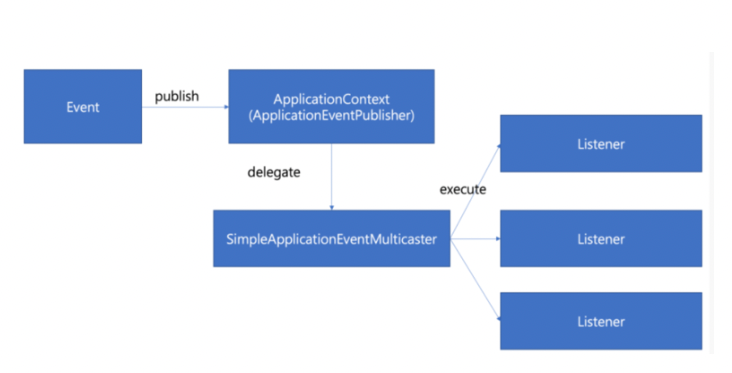 Event
publish
ApplicationContext
(ApplicationEventPublisher)
delegate
SimpleApplicationEventMulticaster
execute
Listener
Listener
Listener